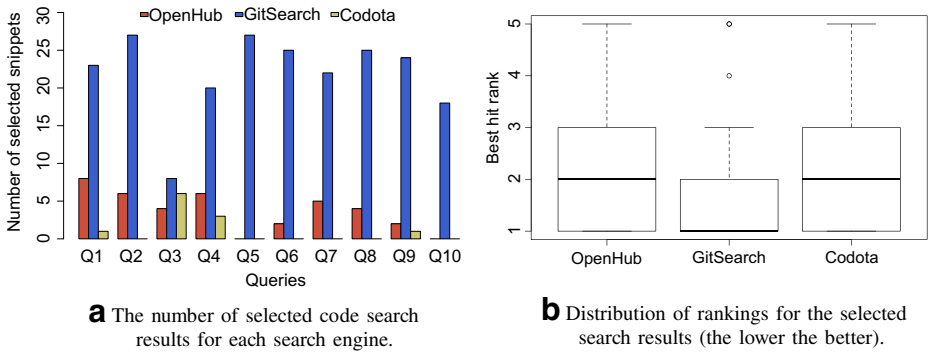 OpenHub GitSearch Codota
Number of selected snippets
0 5 10 15 20 25 30
Q1 Q2 Q3 Q4 Q5 Q6 Q7 Q8 Q9 Q10
Queries
a The number of selected code search
results for each search engine.
Best hit rank
1 2 3 4 5
OpenHub GitSearch Codota
b Distribution of rankings for the selected
search results (the lower the better).